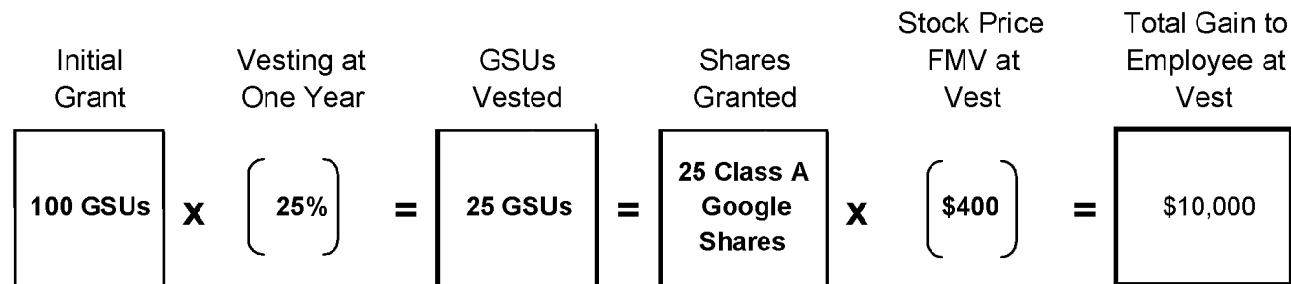 Initial
Grant
Vesting at
One Year
GSUs
Vested
Shares
Granted
Stock Price
FMV at
Vest
Total Gain to
Employee at
Vest
100 GSUs
x
25%
=
25 GSUs
=
25 Class A
Google
Shares
x
$400
=
$10,000